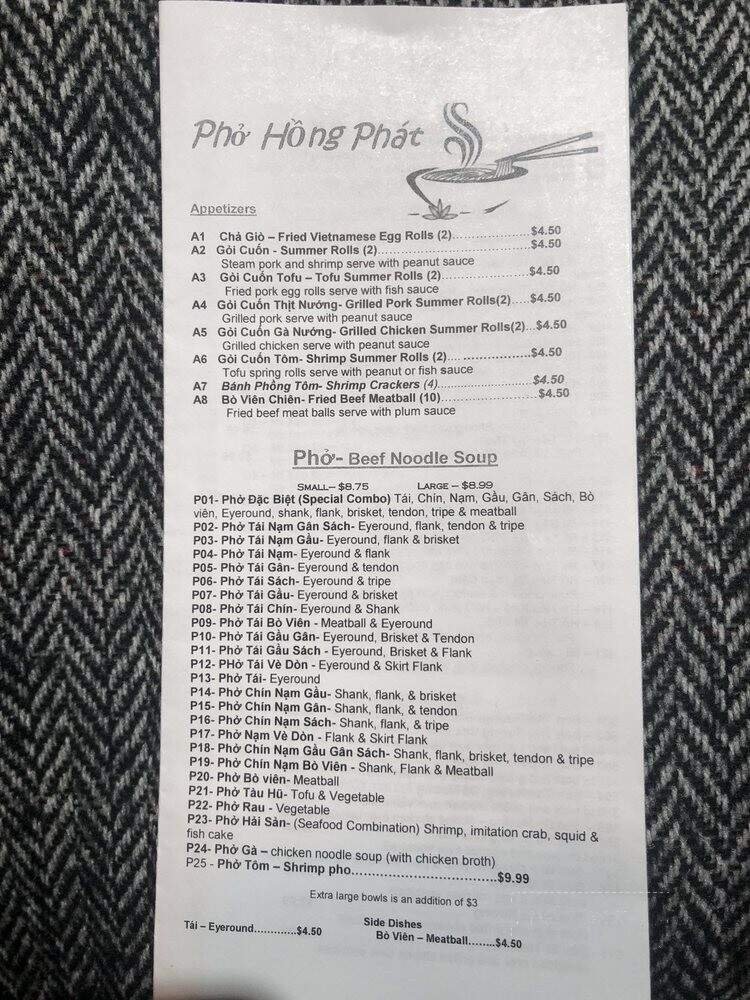 Phở Hồng Phát
Appetizers
A1 Chả Giò – Fried Vietnamese Egg Rolls (2)....................$4.50
A2 Gỏi Cuốn - Summer Rolls (2)........................................$4.50
Steam pork and shrimp serve with peanut sauce
A3 Gỏi Cuốn Tofu – Tofu Summer Rolls (2)......................$4.50
Fried pork egg rolls serve with fish sauce
A4 Gỏi Cuốn Thịt Nướng- Grilled Pork Summer Rolls(2).....$4.50
Grilled pork serve with peanut sauce
A5 Gỏi Cuốn Gà Nướng- Grilled Chicken Summer Rolls(2)...$4.50
Grilled chicken serve with peanut sauce
A6 Gỏi Cuốn Tôm- Shrimp Summer Rolls (2).... ....................$4.50
Tofu spring rolls serve with peanut or fish sauce
A7 Bánh Phồng Tôm- Shrimp Crackers (4)..........................$4.50
A8 Bò Viên Chiên- Fried Beef Meatball (10)..........................$4.50
Fried beef meat balls serve with plum sauce
Phở- Beef Noodle Soup
SMALL– $8.75 LARGE – $8.99
P01- Phở Đặc Biệt (Special Combo) Tái, Chín, Nạm, Gầu, Gân, Sách, Bò
viên, Eyeround, shank, flank, brisket, tendon, tripe & meatball
P02- Phở Tái Nạm Gân Sách- Eyeround, flank, tendon & tripe
P03- Phở Tái Nạm Gầu- Eyeround, flank & brisket
P04- Phở Tái Nạm- Eyeround & flank
P05- Phở Tái Gân- Eyeround & tendon
P06- Phở Tái Sách- Eyeround & tripe
P07- Phở Tái Gầu- Eyeround & brisket
P08- Phở Tái Chín- Eyeround & Shank
P09- Phở Tái Bò Viên - Meatball & Eyeround
P10- Phở Tái Gầu Gân- Eyeround, Brisket & Tendon
P11- Phở Tái Gầu Sách - Eyeround, Brisket & Flank
P12- PHở Tái Vè Dòn - Eyeround & Skirt Flank
P13- Phở Tái- Eyeround
P14- Phở Chín Nạm Gầu- Shank, flank, & brisket
P15- Phở Chín Nạm Gân- Shank, flank, & tendon
P16- Phở Chín Nạm Sách- Shank, flank, & tripe
P17- Phở Nạm Vè Dòn - Flank & Skirt Flank
P18- Phở Chín Nạm Gầu Gân Sách- Shank, flank, brisket, tendon & tripe
P19- Phở Chín Nạm Bò Viên - Shank, Flank & Meatball
P20- Phở Bò viên- Meatball
P21- Phở Tàu Hũ- Tofu & Vegetable
P22- Phở Rau - Vegetable
P23- Phở Hải Sản- (Seafood Combination) Shrimp, imitation crab, squid &
fish cake
P24- Phở Gà – chicken noodle soup (with chicken broth)
P25 - Phở Tôm – Shrimp pho..............................$9.99
Extra large bowls is an addition of $3
Side Dishes
Tái – Eyeround.............$4.50 Bò Viên – Meatball........$4.50